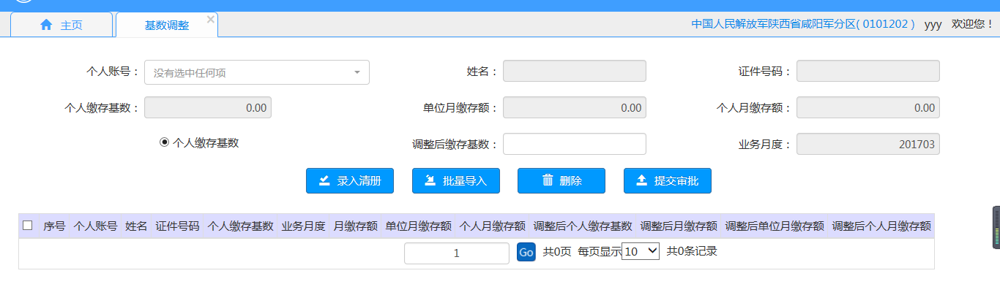 主页 基数调整 中国人民解放军陕西省咸阳军分区( 0101202 ) yyy 欢迎您！
个人账号： 没有选中任何项 姓名： 证件号码：
个人缴存基数： 0.00 单位月缴存额： 0.00 个人月缴存额： 0.00
个人缴存基数 调整后缴存基数： 业务月度： 201703
录入清册 批量导入 删除 提交审批
序号 个人账号 姓名 证件号码 个人缴存基数 业务月度 月缴存额 单位月缴存额 个人月缴存额 调整后个人缴存基数 调整后月缴存额 调整后单位月缴存额 调整后个人月缴存额
1 Go 共0页 每页显示 10 共0条记录